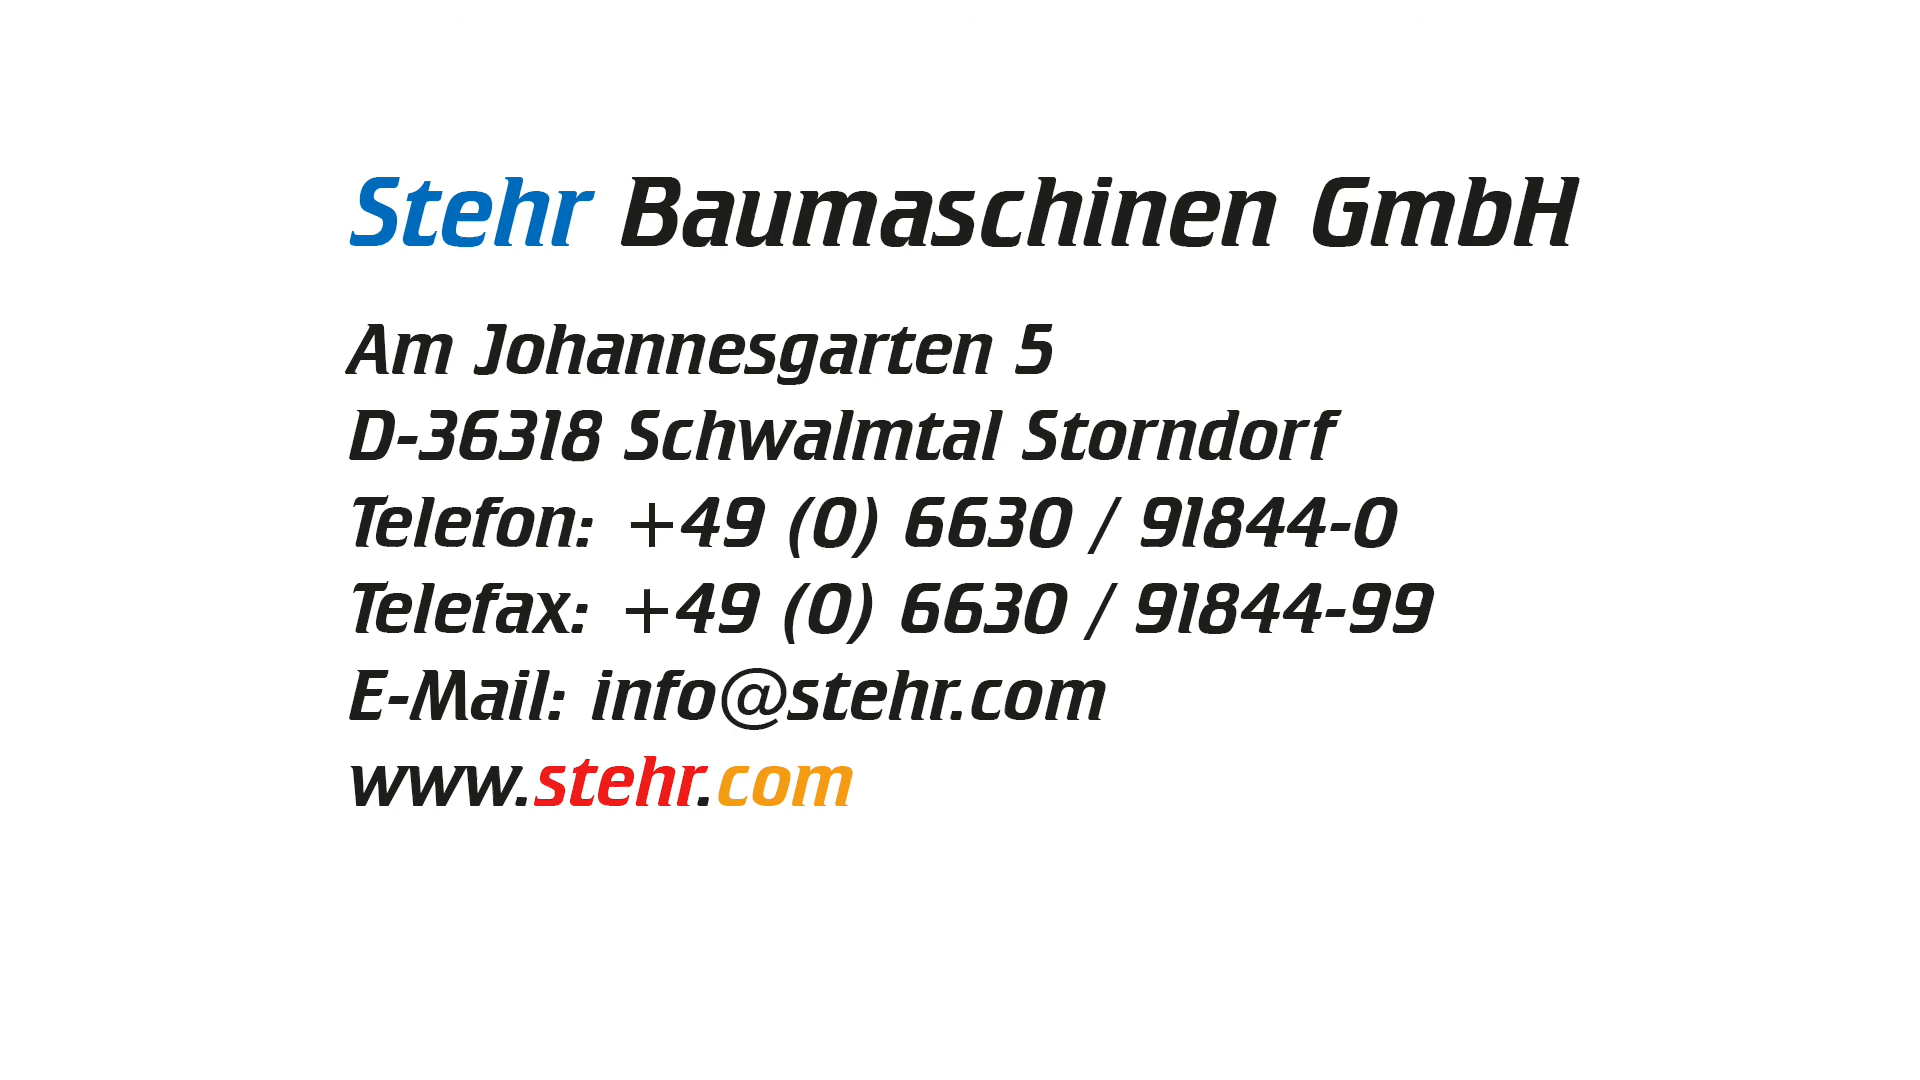 Stehr Baumaschinen GmbH
Am Johannesgarten 5
D-36318 Schwalmtal Storndorf
Telefon: +49 (0) 6630 / 91844-0
Telefax: +49 (0) 6630 / 91844-99
E-Mail: info@stehr.com
www.stehr.com